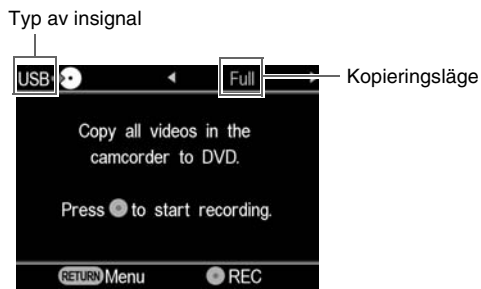 Typ av insignal
USB Full
Kopieringsläge
Copy all videos in the
camcorder to DVD.
Press to start recording.
RETURN Menu REC